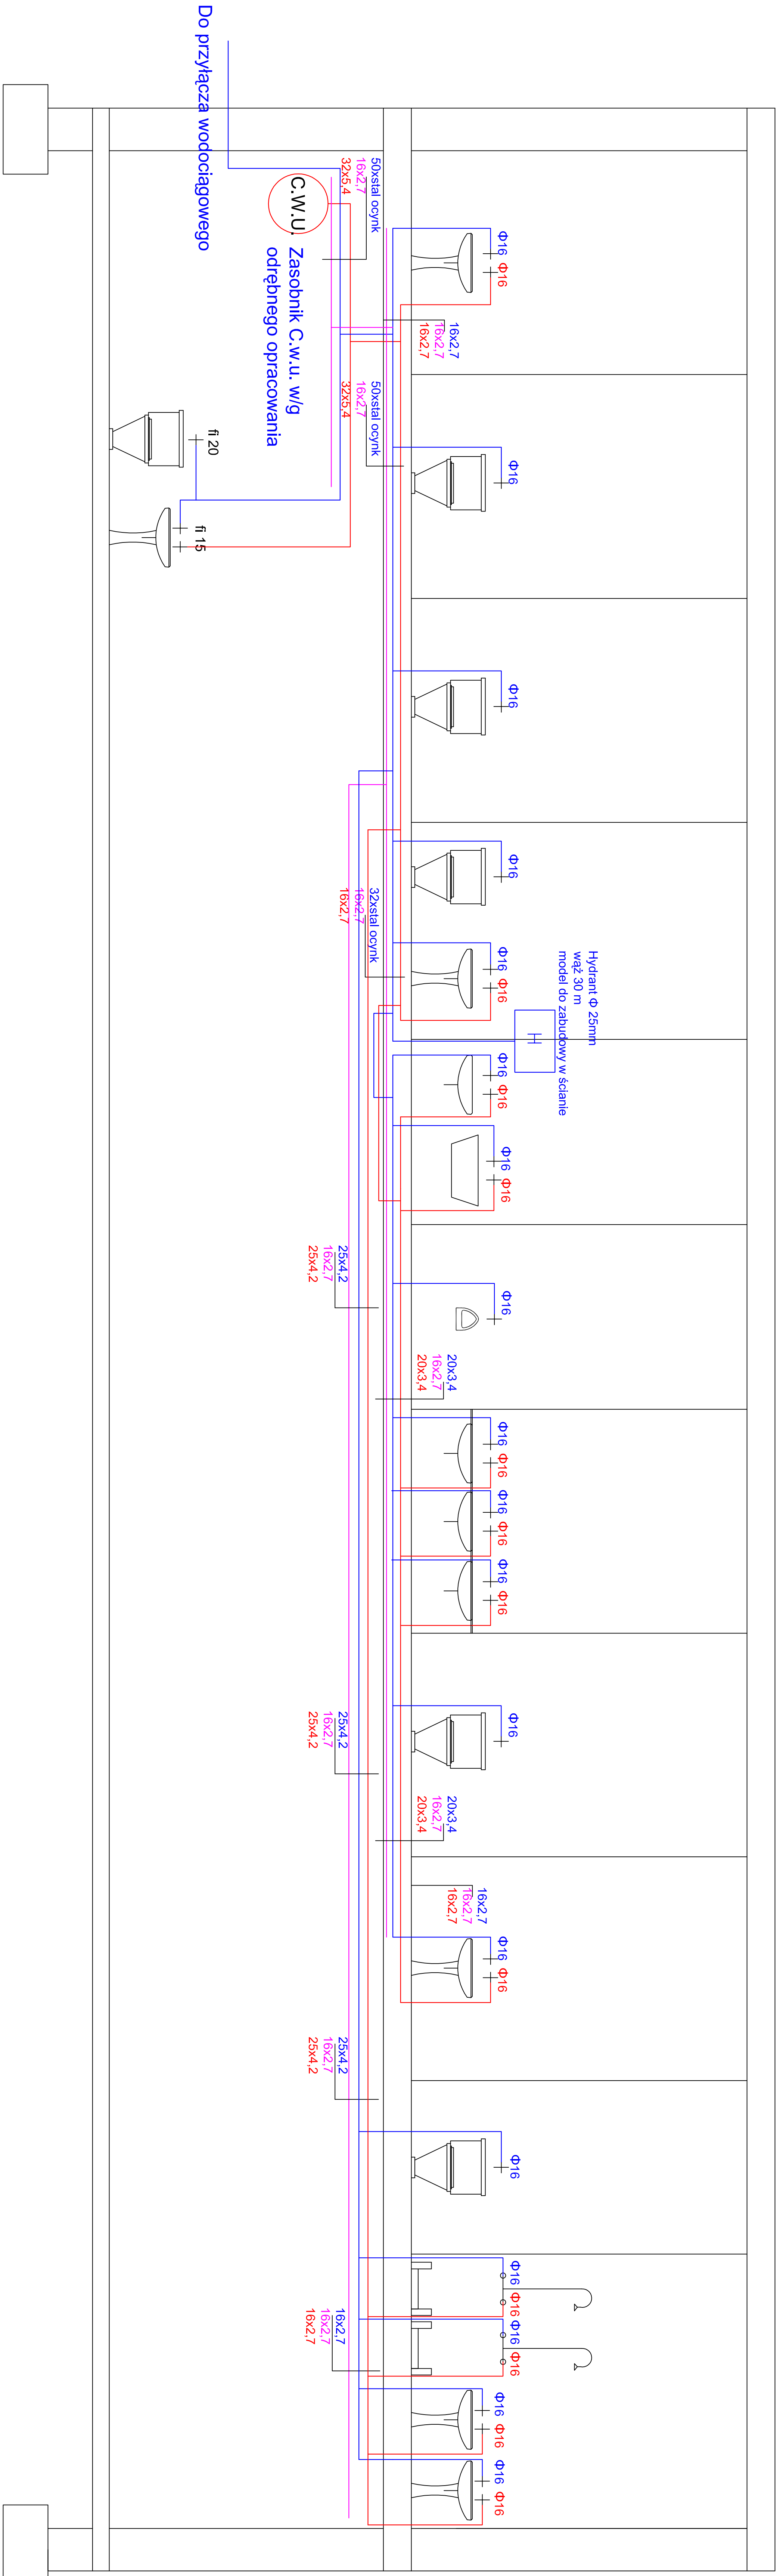 Do przyłącza wodociągowego
C.W.U.
Zasobnik C.w.u. w/g
odrębnego opracowania
50xstal ocynk
16x2,7
32x5,4
Φ16 Φ16
16x2,7
16x2,7
16x2,7
50xstal ocynk
16x2,7
32x5,4
fi 20
fi 15
Φ16
Φ16
Φ16
32xstal ocynk
16x2,7
16x2,7
Φ16 Φ16
Hydrant Φ 25mm
wąż 30 m
model do zabudowy w ścianie
H
Φ16 Φ16
Φ16 Φ16
25x4,2
16x2,7
25x4,2
Φ16
20x3,4
16x2,7
20x3,4
Φ16 Φ16
Φ16 Φ16
Φ16 Φ16
25x4,2
16x2,7
25x4,2
Φ16
20x3,4
16x2,7
20x3,4
16x2,7
16x2,7
16x2,7
Φ16 Φ16
25x4,2
16x2,7
25x4,2
Φ16
Φ16 Φ16
Φ16 Φ16
16x2,7
16x2,7
16x2,7
Φ16 Φ16
Φ16 Φ16